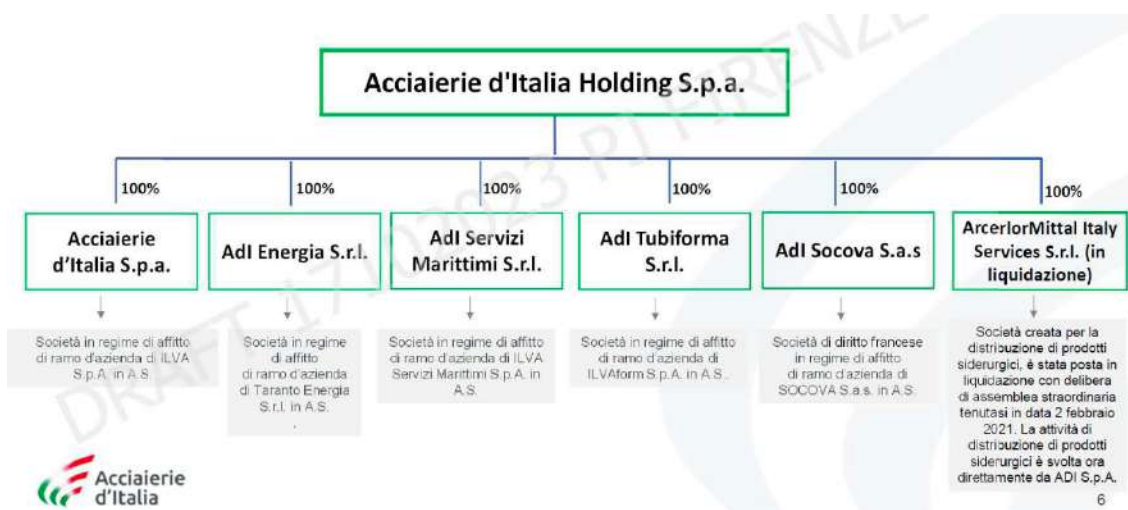 DRAFT 17102023 PJ FIRENZE
Acciaierie d'Italia Holding S.p.a.
100%
100%
100%
100%
100%
100%
Acciaierie
d'Italia S.p.a.
AdI Energia S.r.l.
AdI Servizi
Marittimi S.r.l.
AdI Tubiforma
S.r.l.
AdI Socova S.a.s
ArcerlorMittal Italy
Services S.r.l. (in
liquidazione)
Società in regime di affitto
di ramo d'azienda di ILVA
S.p.A. in A.S.
Società in regime
di affitto
di ramo d'azienda
di Taranto Energia
S.r.l. in A.S.
.
Società in regime di affitto
di ramo d'azienda di ILVA
Servizi Marittimi S.p.A. in
A.S.
Società in regime di affitto
di ramo d'azienda di
ILVAform S.p.A. in A.S..
Società di diritto francese
in regime di affitto
di ramo d'azienda di
SOCOVA S.a.s. in A.S.
Società creata per la
distribuzione di prodotti
siderurgici, è stata posta in
liquidazione con delibera
di assemblea straordinaria
tenutasi in data 2 febbraio
2021. La attività di
distribuzione di prodotti
siderurgici è svolta ora
direttamente da ADI S.p.A.
Acciaierie
d'Italia
6